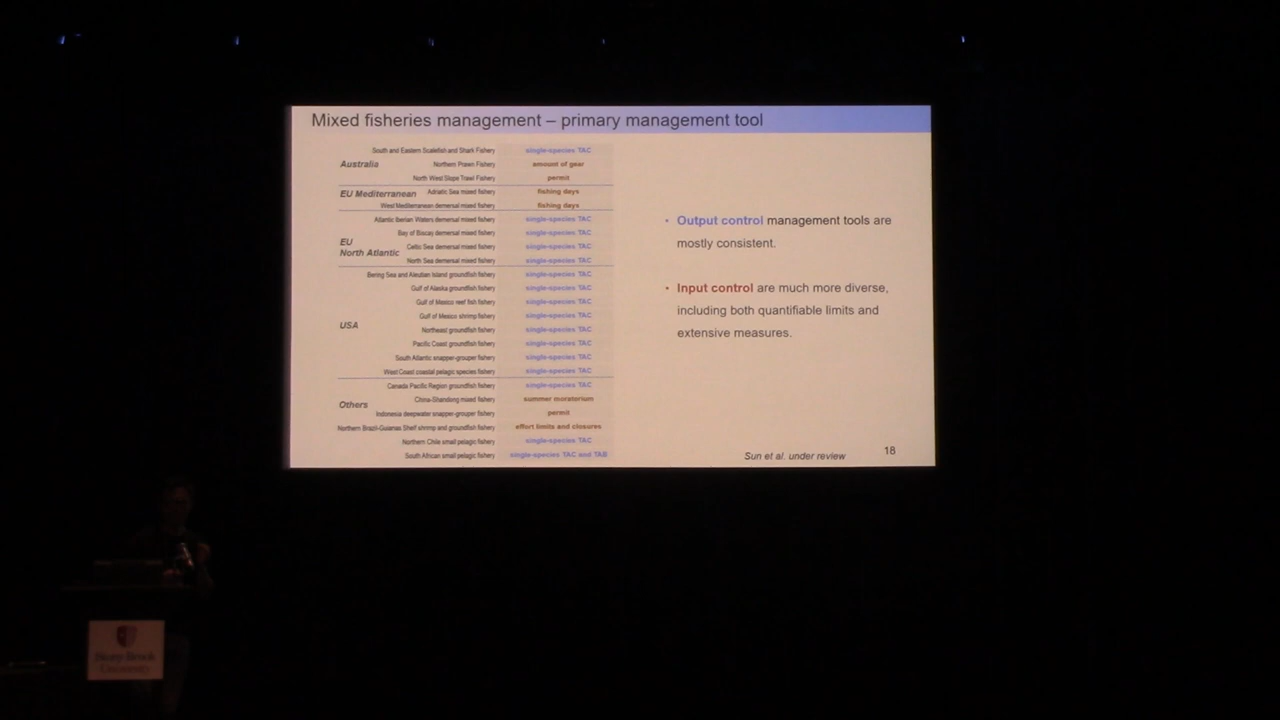 Mixed fisheries management – primary management tool
South and Eastern Scalefish and Shark Fishery single-species TAC
Australia Northern Prawn Fishery amount of gear
North West Slope Trawl Fishery permit
EU Mediterranean Adriatic Sea mixed fishery fishing days
West Mediterranean demersal mixed fishery fishing days
Atlantic Iberian Waters demersal mixed fishery single-species TAC
Bay of Biscay demersal mixed fishery single-species TAC
EU
North Atlantic Celtic Sea demersal mixed fishery single-species TAC
North Sea demersal mixed fishery single-species TAC
Bering Sea and Aleutian Island groundfish fishery single-species TAC
Gulf of Alaska groundfish fishery single-species TAC
Gulf of Mexico reef fish fishery single-species TAC
Gulf of Mexico shrimp fishery single-species TAC
USA Northeast groundfish fishery single-species TAC
Pacific Coast groundfish fishery single-species TAC
South Atlantic snapper-grouper fishery single-species TAC
West Coast coastal pelagic species fishery single-species TAC
Canada Pacific Region groundfish fishery single-species TAC
Others China-Shandong mixed fishery summer moratorium
Indonesia deepwater snapper-grouper fishery permit
Northern Brazil-Guianas Shelf shrimp and groundfish fishery effort limits and closures
Northern Chile small pelagic fishery single-species TAC
South African small pelagic fishery single-species TAC and TAB
• Output control management tools are
mostly consistent.
• Input control are much more diverse,
including both quantifiable limits and
extensive measures.
Sun et al. under review
18
Stony Brook
University